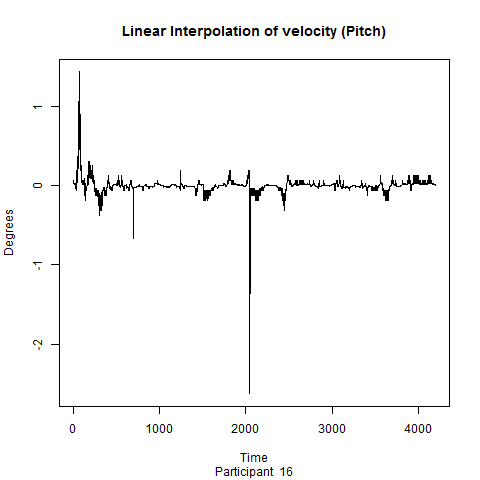 Linear Interpolation of velocity (Pitch)
1
0
-1
-2
Degrees
0 1000 2000 3000 4000
Time
Participant 16